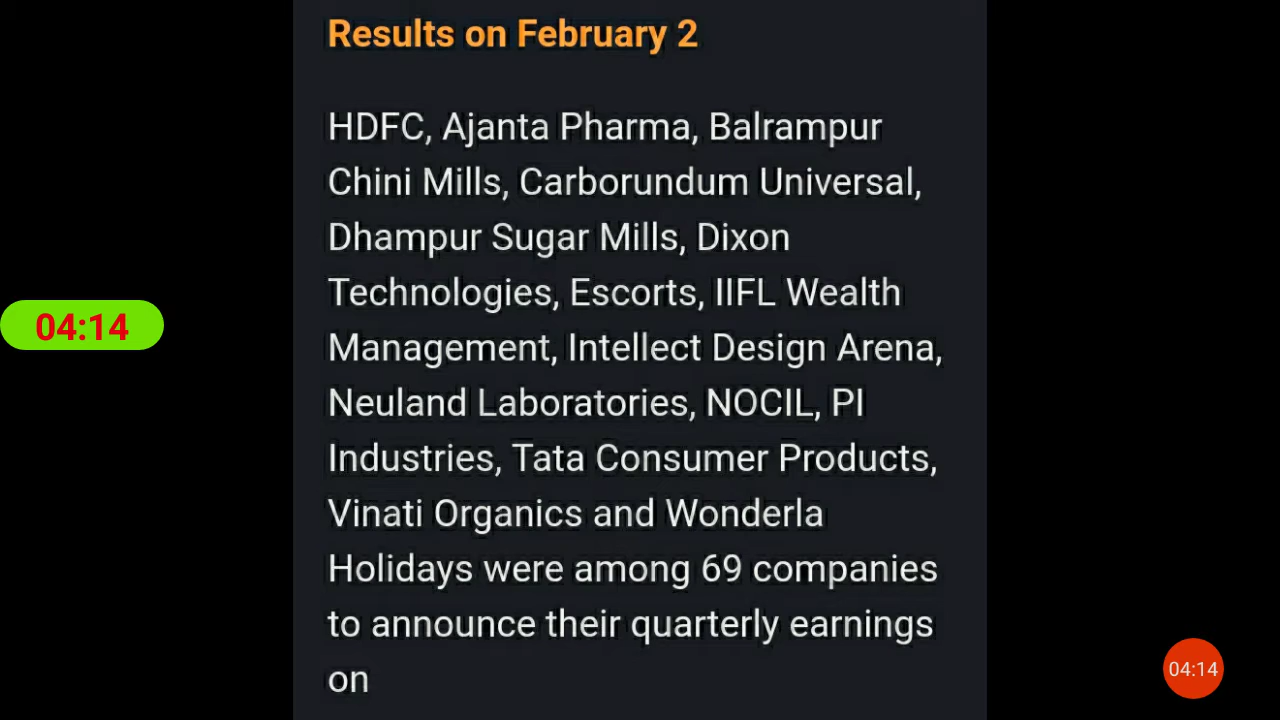 Results on February 2
HDFC, Ajanta Pharma, Balrampur
Chini Mills, Carborundum Universal,
Dhampur Sugar Mills, Dixon
Technologies, Escorts, IIFL Wealth
Management, Intellect Design Arena,
04:14
Neuland Laboratories, NOCIL, PI
Industries, Tata Consumer Products,
Vinati Organics and Wonderla
Holidays were among 69 companies
to announce their quarterly earnings
on
04:14